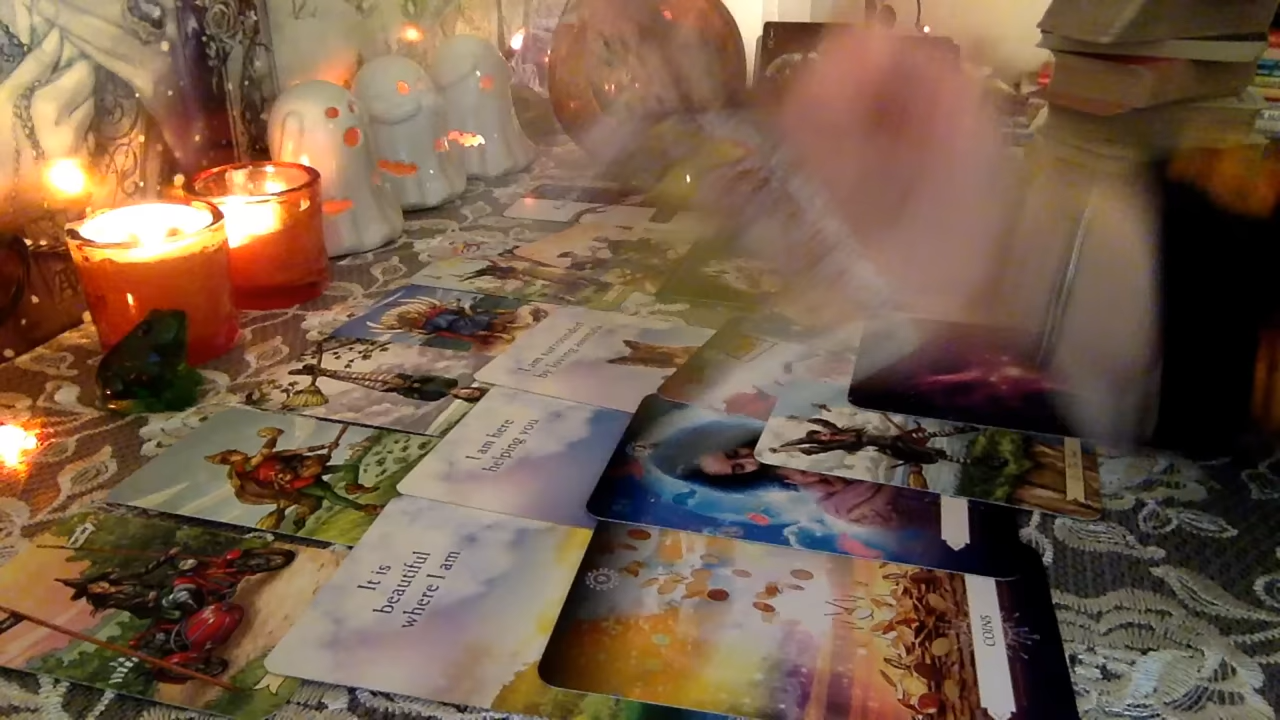 I am surrounded
by loving animals
I am here
helping you
It is
beautiful
where I am
COINS